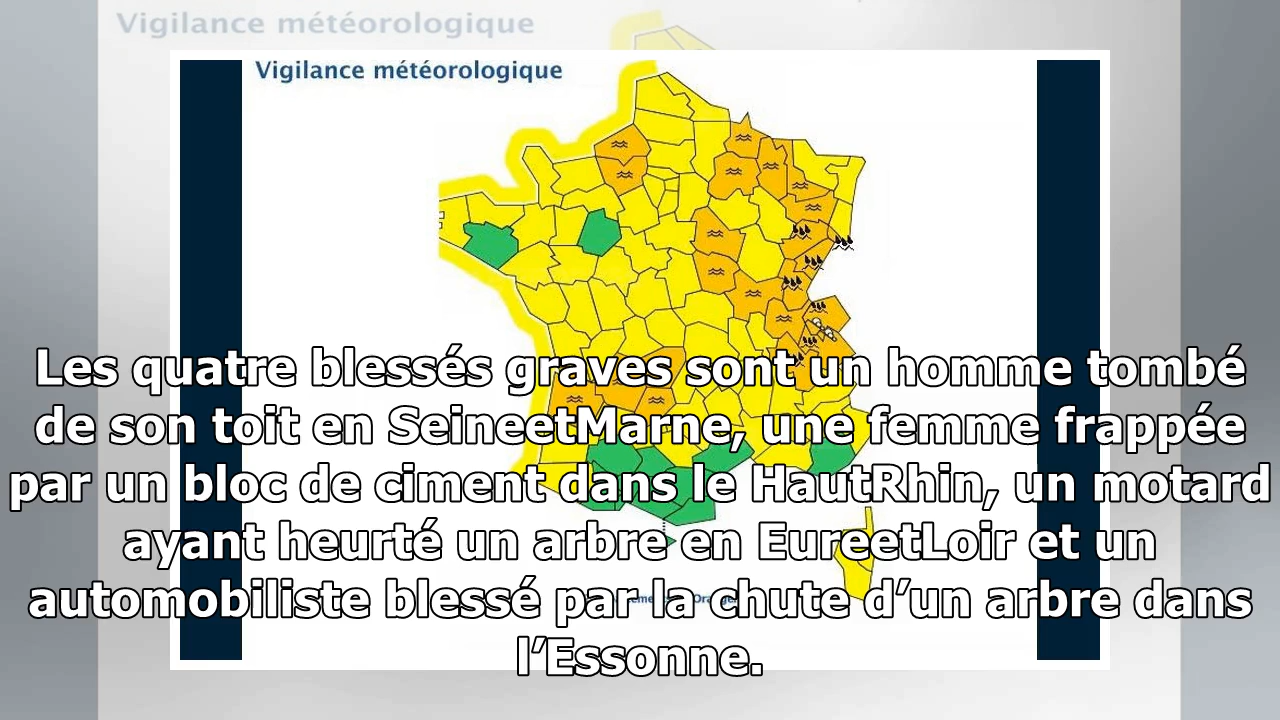 Vigilance météorologique
Vigilance météorologique
Les quatre blessés graves sont un homme tombé
de son toit en SeineetMarne, une femme frappée
par un bloc de ciment dans le HautRhin, un motard
ayant heurté un arbre en EureetLoir et un
automobiliste blessé par la chute d’un arbre dans
l’Essonne.